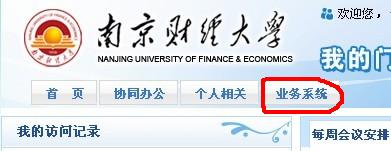 欢迎您,
南京财经大学
NANJING UNIVERSITY OF FINANCE & ECONOMICS
我的门
首 页 协同办公 个人相关 业务系统
我的访问记录
每周会议安排